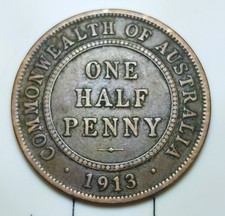 COMMONWEALTH OF AUSTRALIA
ONE
HALF
PENNY
· 1913 ·